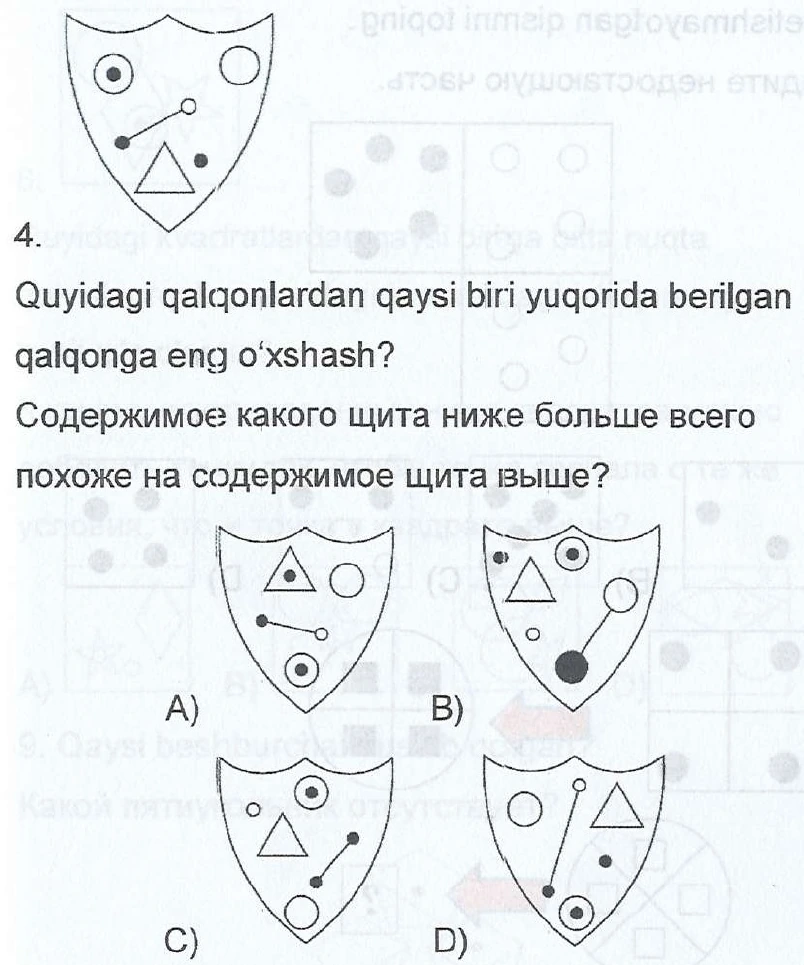 4.
Quyidagi qalqonlardan qaysi biri yuqorida berilgan
qalqonga eng o‘xshash?
Содержимое какого щита ниже больше всего
похоже на содержимое щита выше?
A)
B)
C)
D)